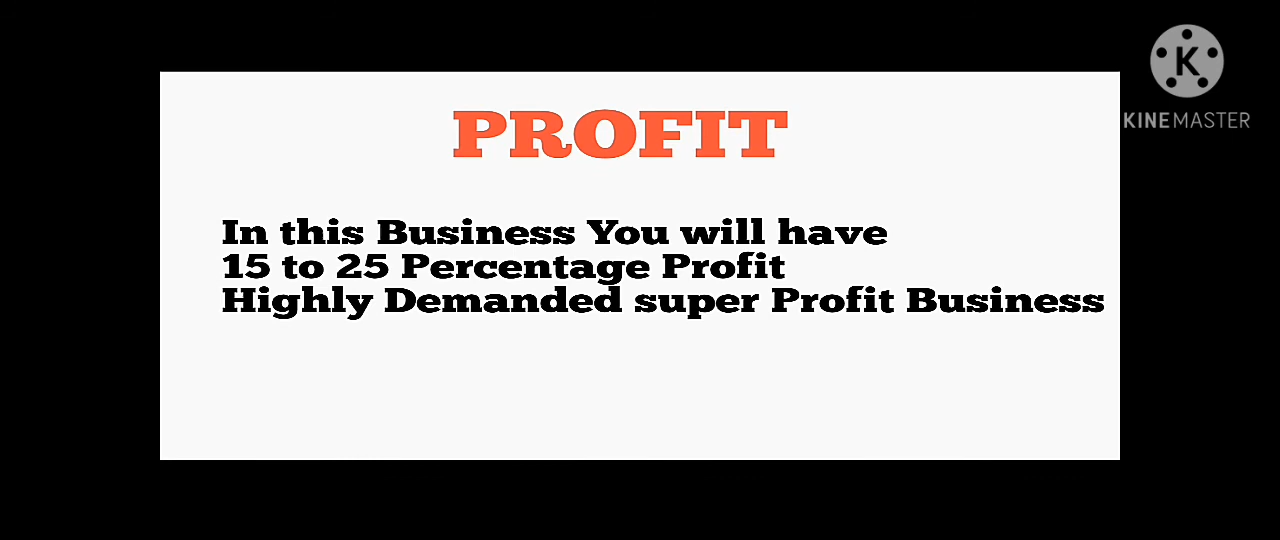 PROFIT
In this Business You will have
15 to 25 Percentage Profit
Highly Demanded super Profit Business
K
KINEMASTER